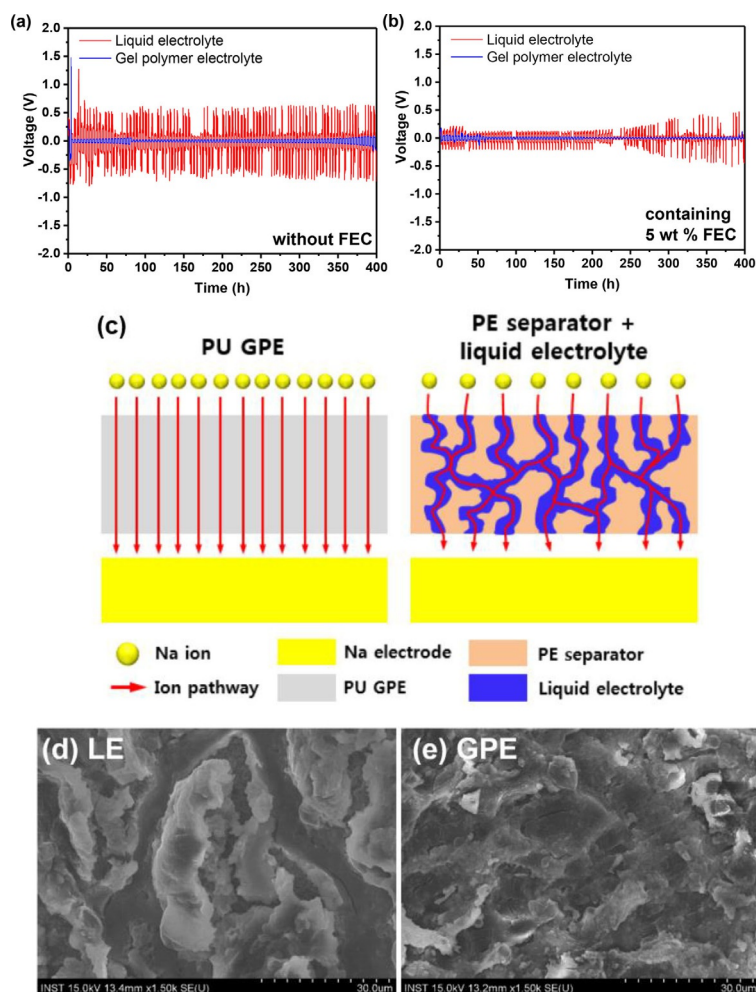 (a)
2.0
1.5
1.0
0.5
0.0
-0.5
-1.0
-1.5
-2.0
Voltage (V)
Liquid electrolyte
Gel polymer electrolyte
without FEC
0 50 100 150 200 250 300 350 400
Time (h)
(b)
2.0
1.5
1.0
0.5
0.0
-0.5
-1.0
-1.5
-2.0
Voltage (V)
Liquid electrolyte
Gel polymer electrolyte
containing
5 wt % FEC
0 50 100 150 200 250 300 350 400
Time (h)
(c)
PU GPE
PE separator +
liquid electrolyte
Na ion
Na electrode
PE separator
Ion pathway
PU GPE
Liquid electrolyte
(d) LE
INST 15.0kV 13.4mm x1.50k SE(U)
30.0um
(e) GPE
INST 15.0kV 13.2mm x1.50k SE(U)
30.0um